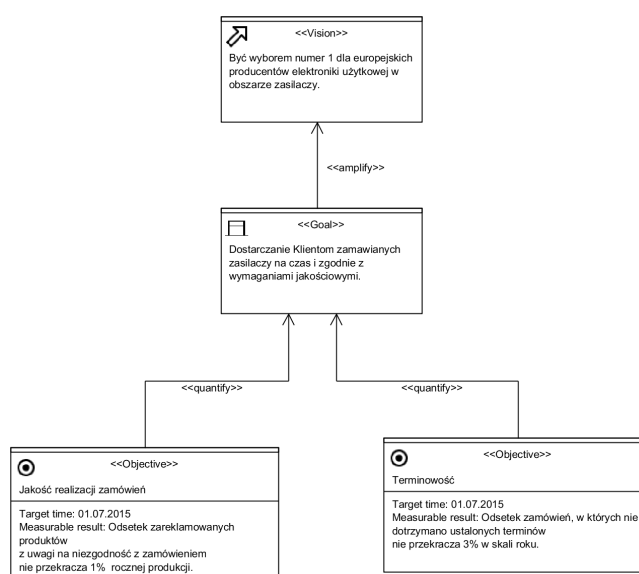 <<Vision>>
Być wyborem numer 1 dla europejskich
producentów elektroniki użytkowej w
obszarze zasilaczy.
<<amplify>>
<<Goal>>
Dostarczanie Klientom zamawianych
zasilaczy na czas i zgodnie z
wymaganiami jakościowymi.
<<quantify>>
<<quantify>>
<<Objective>>
Jakość realizacji zamówień
Target time: 01.07.2015
Measurable result: Odsetek zareklamowanych
produktów
z uwagi na niezgodność z zamówieniem
nie przekracza 1% rocznej produkcji.
<<Objective>>
Terminowość
Target time: 01.07.2015
Measurable result: Odsetek zamówień, w których nie
dotrzymano ustalonych terminów
nie przekracza 3% w skali roku.